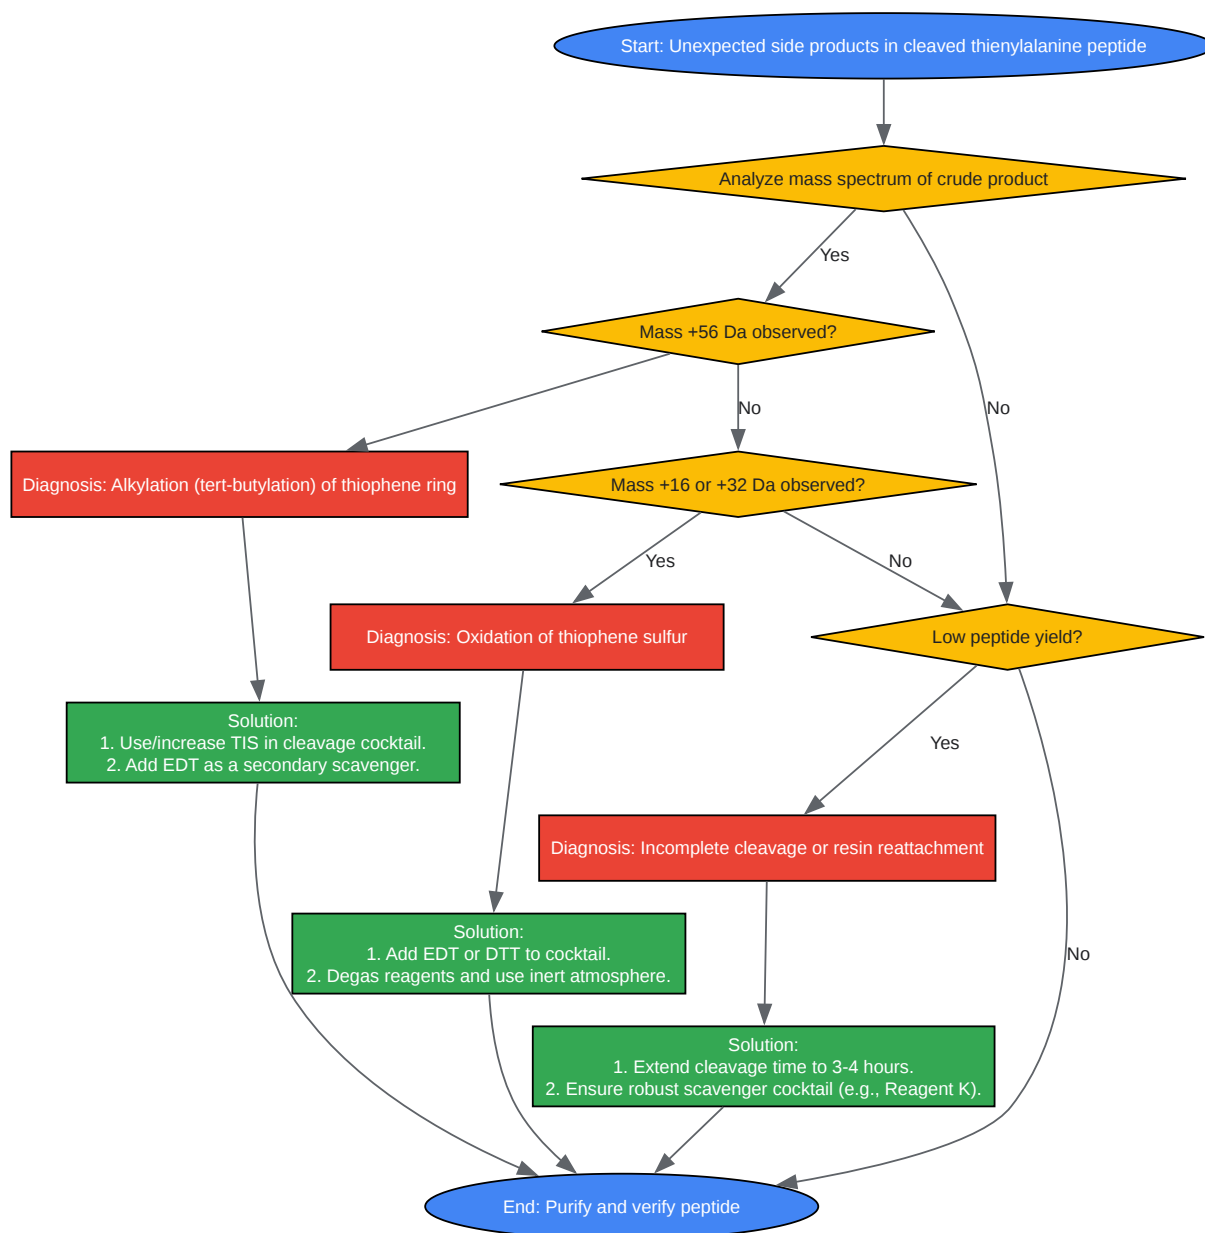 Start: Unexpected side products in cleaved thienylalanine peptide
Analyze mass spectrum of crude product
Yes
Mass +56 Da observed?
No
No
Diagnosis: Alkylation (tert-butylation) of thiophene ring
Mass +16 or +32 Da observed?
Yes
No
Diagnosis: Oxidation of thiophene sulfur
Low peptide yield?
Solution:
1. Use/increase TIS in cleavage cocktail.
2. Add EDT as a secondary scavenger.
Yes
Diagnosis: Incomplete cleavage or resin reattachment
Solution:
1. Add EDT or DTT to cocktail.
2. Degas reagents and use inert atmosphere.
No
Solution:
1. Extend cleavage time to 3-4 hours.
2. Ensure robust scavenger cocktail (e.g., Reagent K).
End: Purify and verify peptide